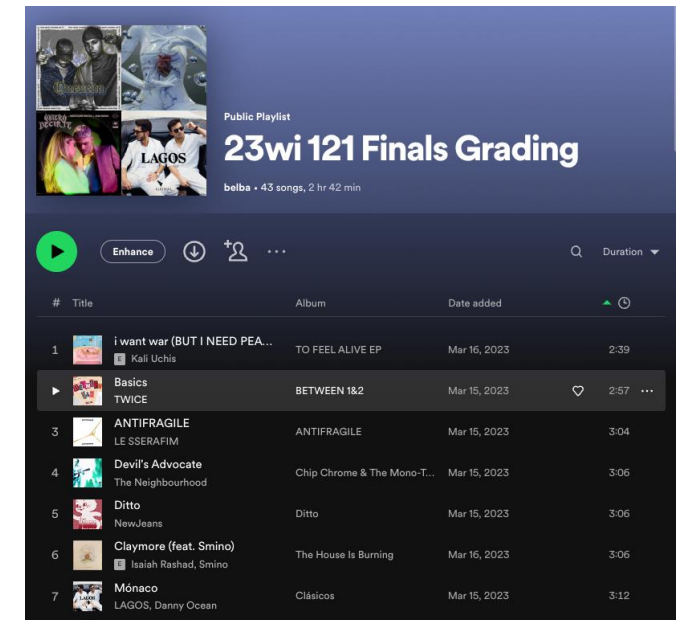 QUIERO
DECIRTE
LAGOS
Public Playlist
23wi 121 Finals Grading
belba • 43 songs, 2 hr 42 min
Enhance
Duration
# Title Album Date added
1 i want war (BUT I NEED PEA... TO FEEL ALIVE EP Mar 16, 2023 2:39
E Kali Uchis
Basics BETWEEN 1&2 Mar 15, 2023 2:57
TWICE
3 ANTIFRAGILE ANTIFRAGILE Mar 15, 2023 3:04
LE SSERAFIM
4 Devil's Advocate Chip Chrome & The Mono-T... Mar 15, 2023 3:06
The Neighbourhood
5 Ditto Ditto Mar 15, 2023 3:06
NewJeans
6 Claymore (feat. Smino) The House Is Burning Mar 16, 2023 3:06
E Isaiah Rashad, Smino
7 Mónaco Clásicos Mar 15, 2023 3:12
LAGOS, Danny Ocean